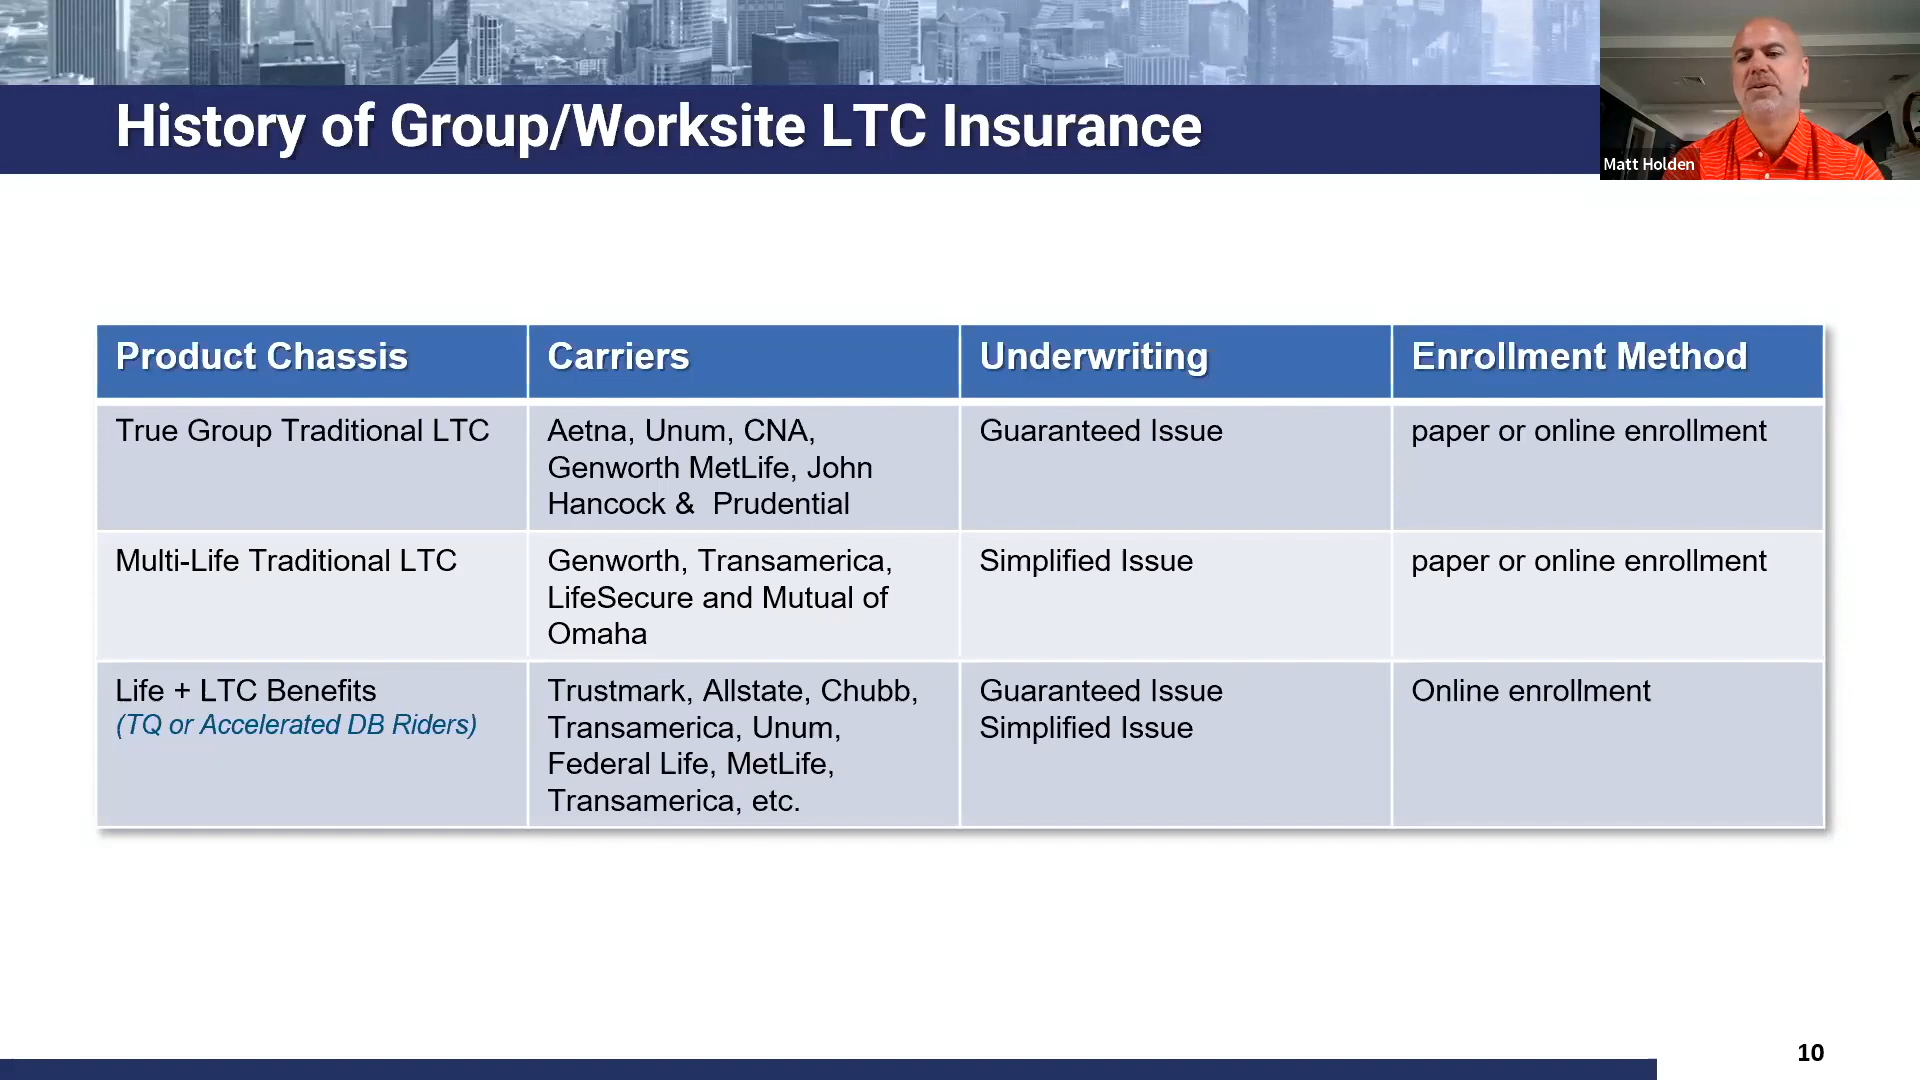 History of Group/Worksite LTC Insurance
Matt Holden
Product Chassis
Carriers
Underwriting
Enrollment Method
True Group Traditional LTC
Aetna, Unum, CNA,
Genworth MetLife, John
Hancock &  Prudential
Guaranteed Issue
paper or online enrollment
Multi-Life Traditional LTC
Genworth, Transamerica,
LifeSecure and Mutual of
Omaha
Simplified Issue
paper or online enrollment
Life + LTC Benefits
(TQ or Accelerated DB Riders)
Trustmark, Allstate, Chubb,
Transamerica, Unum,
Federal Life, MetLife,
Transamerica, etc.
Guaranteed Issue
Simplified Issue
Online enrollment
10